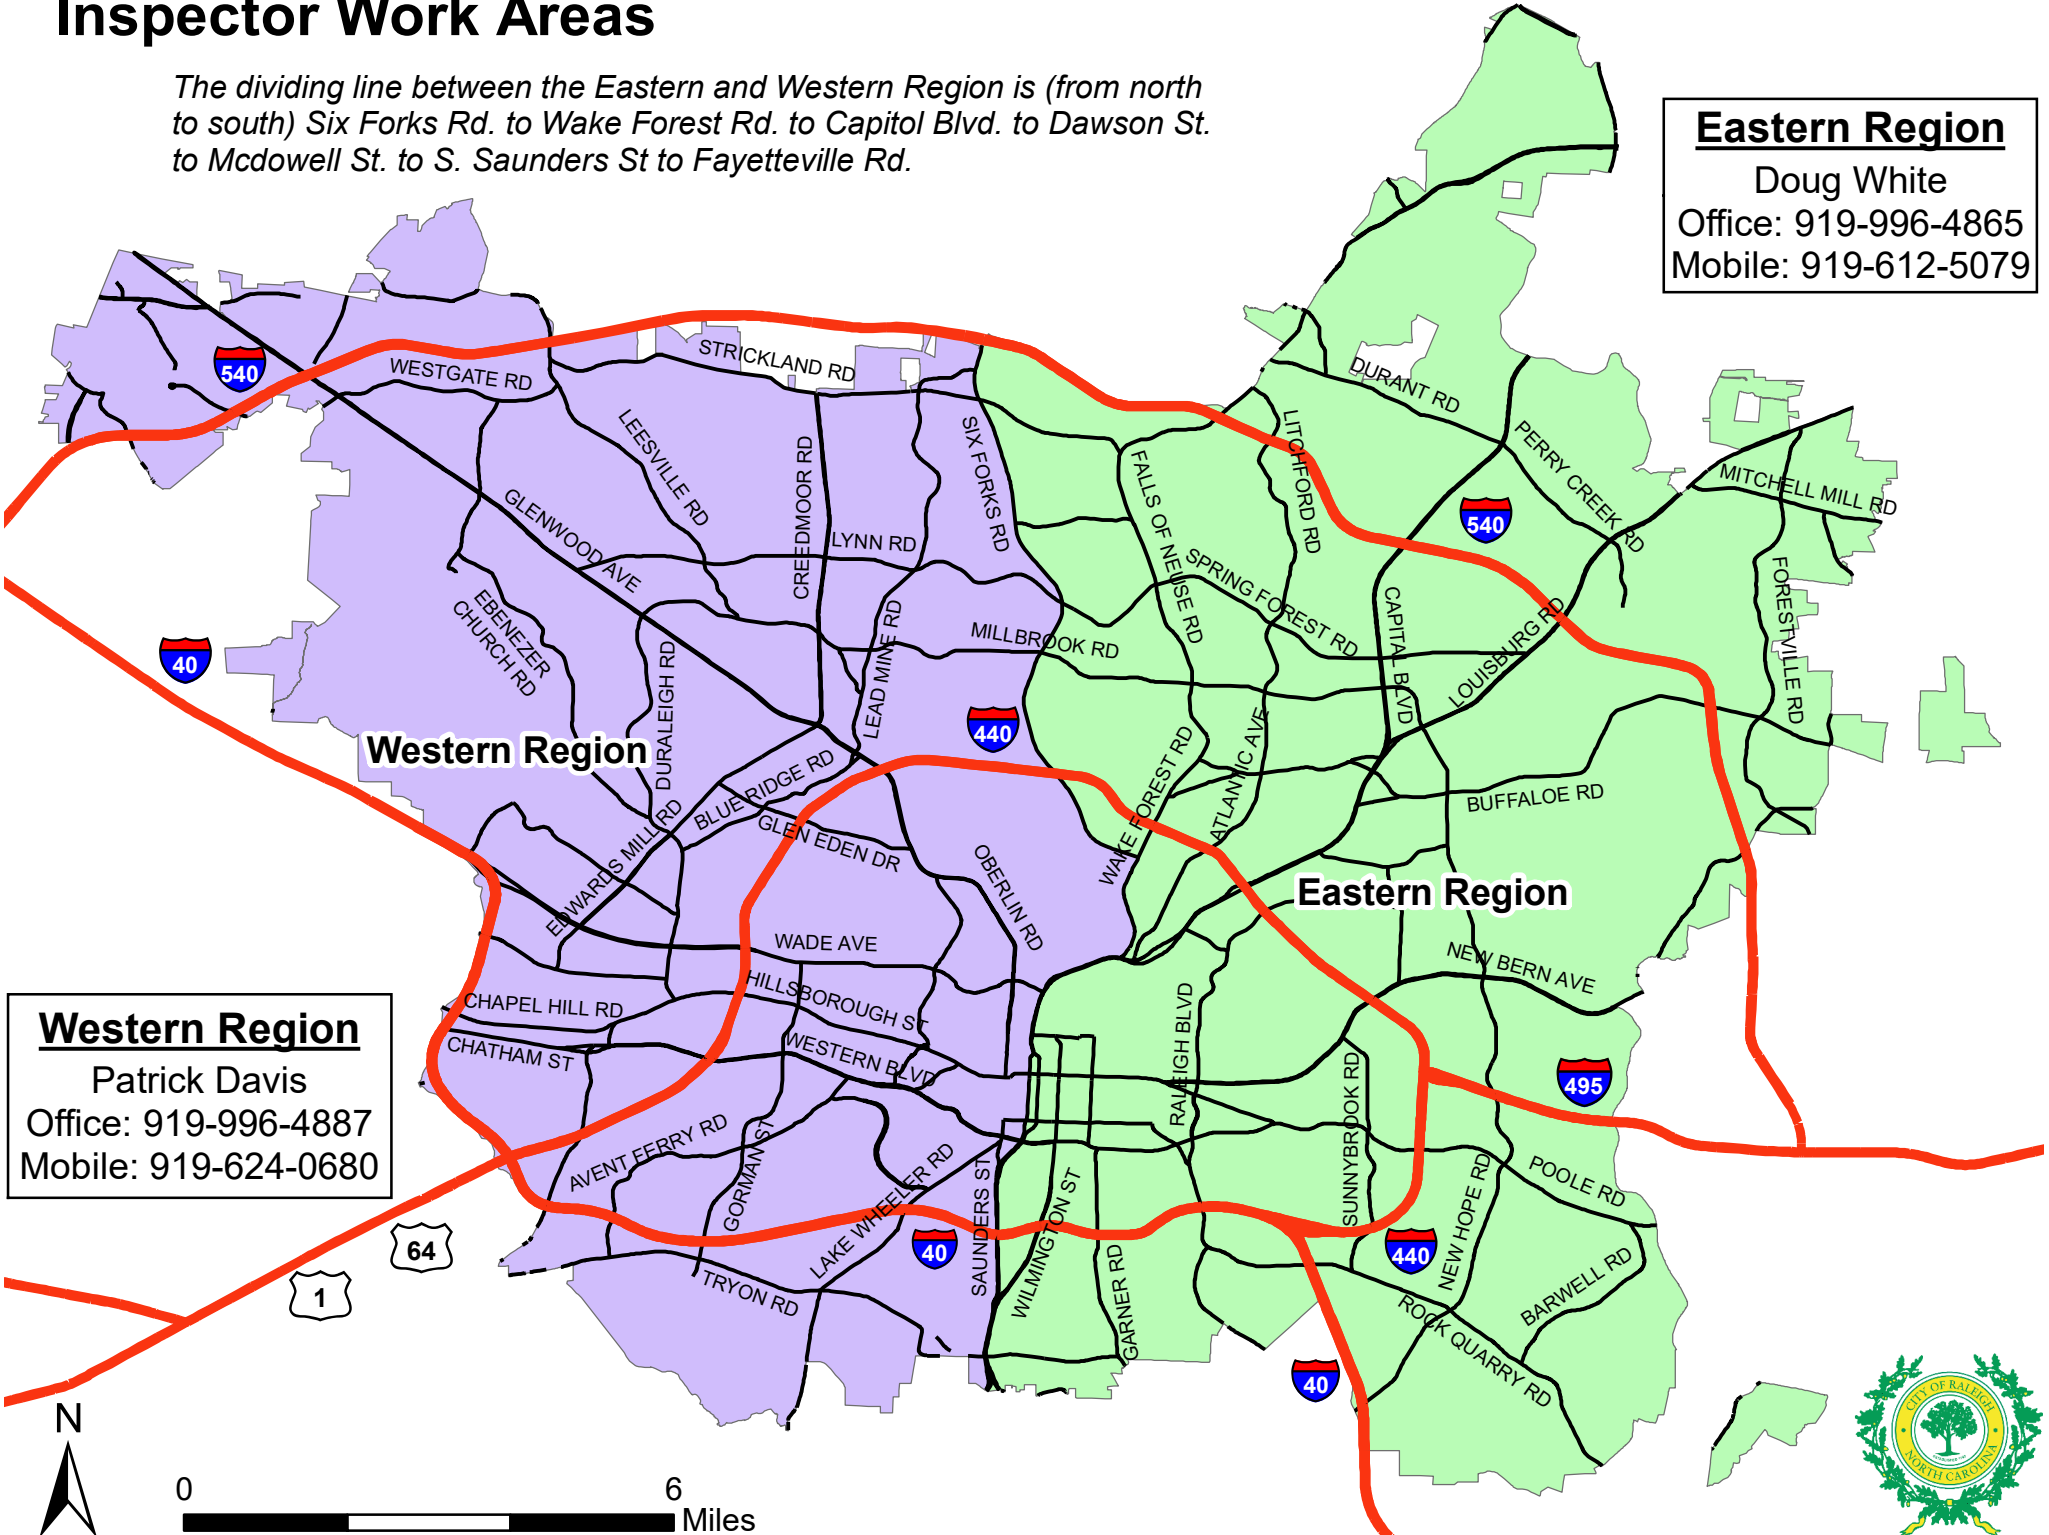 Inspector Work Areas
The dividing line between the Eastern and Western Region is (from north
to south) Six Forks Rd. to Wake Forest Rd. to Capitol Blvd. to Dawson St.
to Mcdowell St. to S. Saunders St to Fayetteville Rd.
Eastern Region
Doug White
Office: 919-996-4865
Mobile: 919-612-5079
540
WESTGATE RD
STRICKLAND RD
DURANT RD
LEESVILLE RD
CREEDMOOR RD
SIX FORKS RD
LITCHFORD RD
PERRY CREEK RD
MITCHELL MILL RD
GLENWOOD AVE
LYNN RD
FALLS OF NEUSE RD
540
SPRING FOREST RD
FORESTVILLE RD
EBENEZER
CHURCH RD
40
DURALEIGH RD
LEAD MINE RD
MILLBROOK RD
CAPITAL BLVD
LOUISBURG RD
440
Western Region
BLUE RIDGE RD
WAKE FOREST RD
ATLANTIC AVE
BUFFALOE RD
EDWARDS MILL RD
GLEN EDEN DR
OBERLIN RD
Eastern Region
WADE AVE
NEW BERN AVE
CHAPEL HILL RD
HILLSBOROUGH ST
RALEIGH BLVD
CHATHAM ST
WESTERN BLVD
SUNNYBROOK RD
495
Western Region
Patrick Davis
Office: 919-996-4887
Mobile: 919-624-0680
AVENT FERRY RD
GORMAN ST
LAKE WHEELER RD
SAUNDERS ST
WILMINGTON ST
GARNER RD
NEW HOPE RD
POOLE RD
64
1
40
440
TRYON RD
BARWELL RD
ROCK QUARRY RD
40
N
0
6
Miles
CITY OF RALEIGH
NORTH CAROLINA